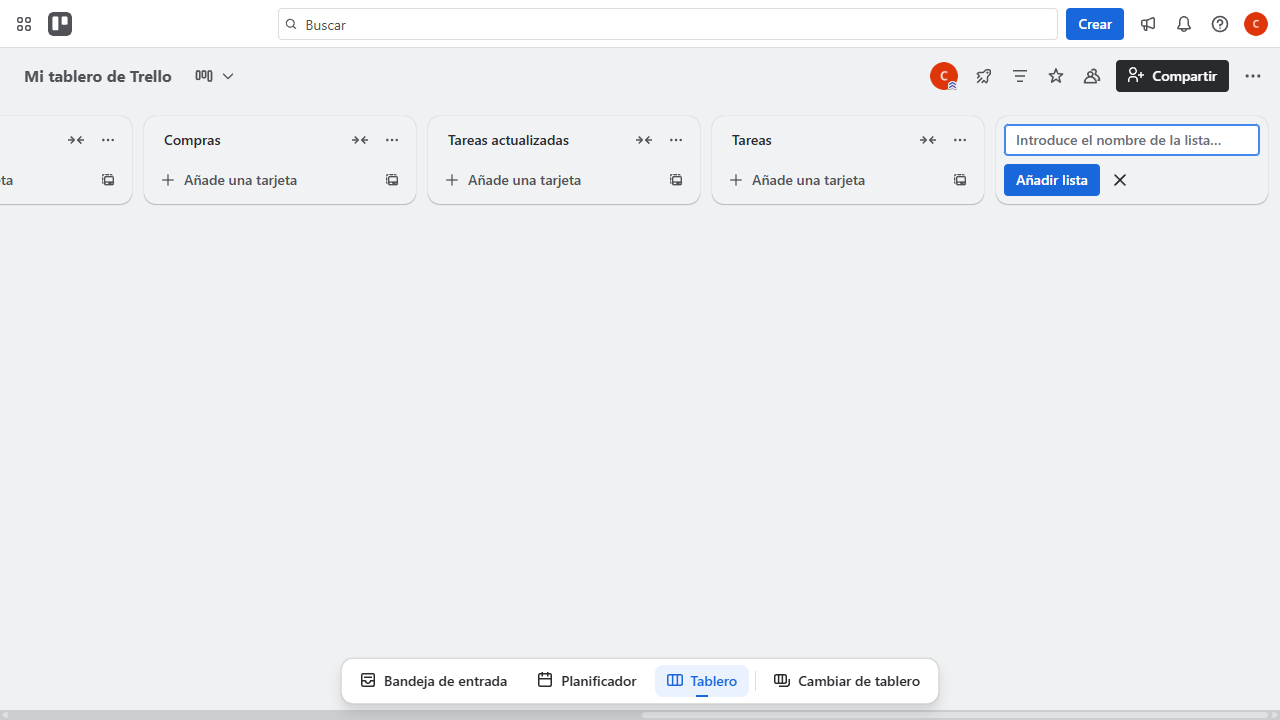 Buscar
Crear
C
Mi tablero de Trello
C
Compartir
Compras
Tareas actualizadas
Tareas
Introduce el nombre de la lista...
eta
Añade una tarjeta
Añade una tarjeta
Añade una tarjeta
Añadir lista
Bandeja de entrada
Planificador
Tablero
Cambiar de tablero